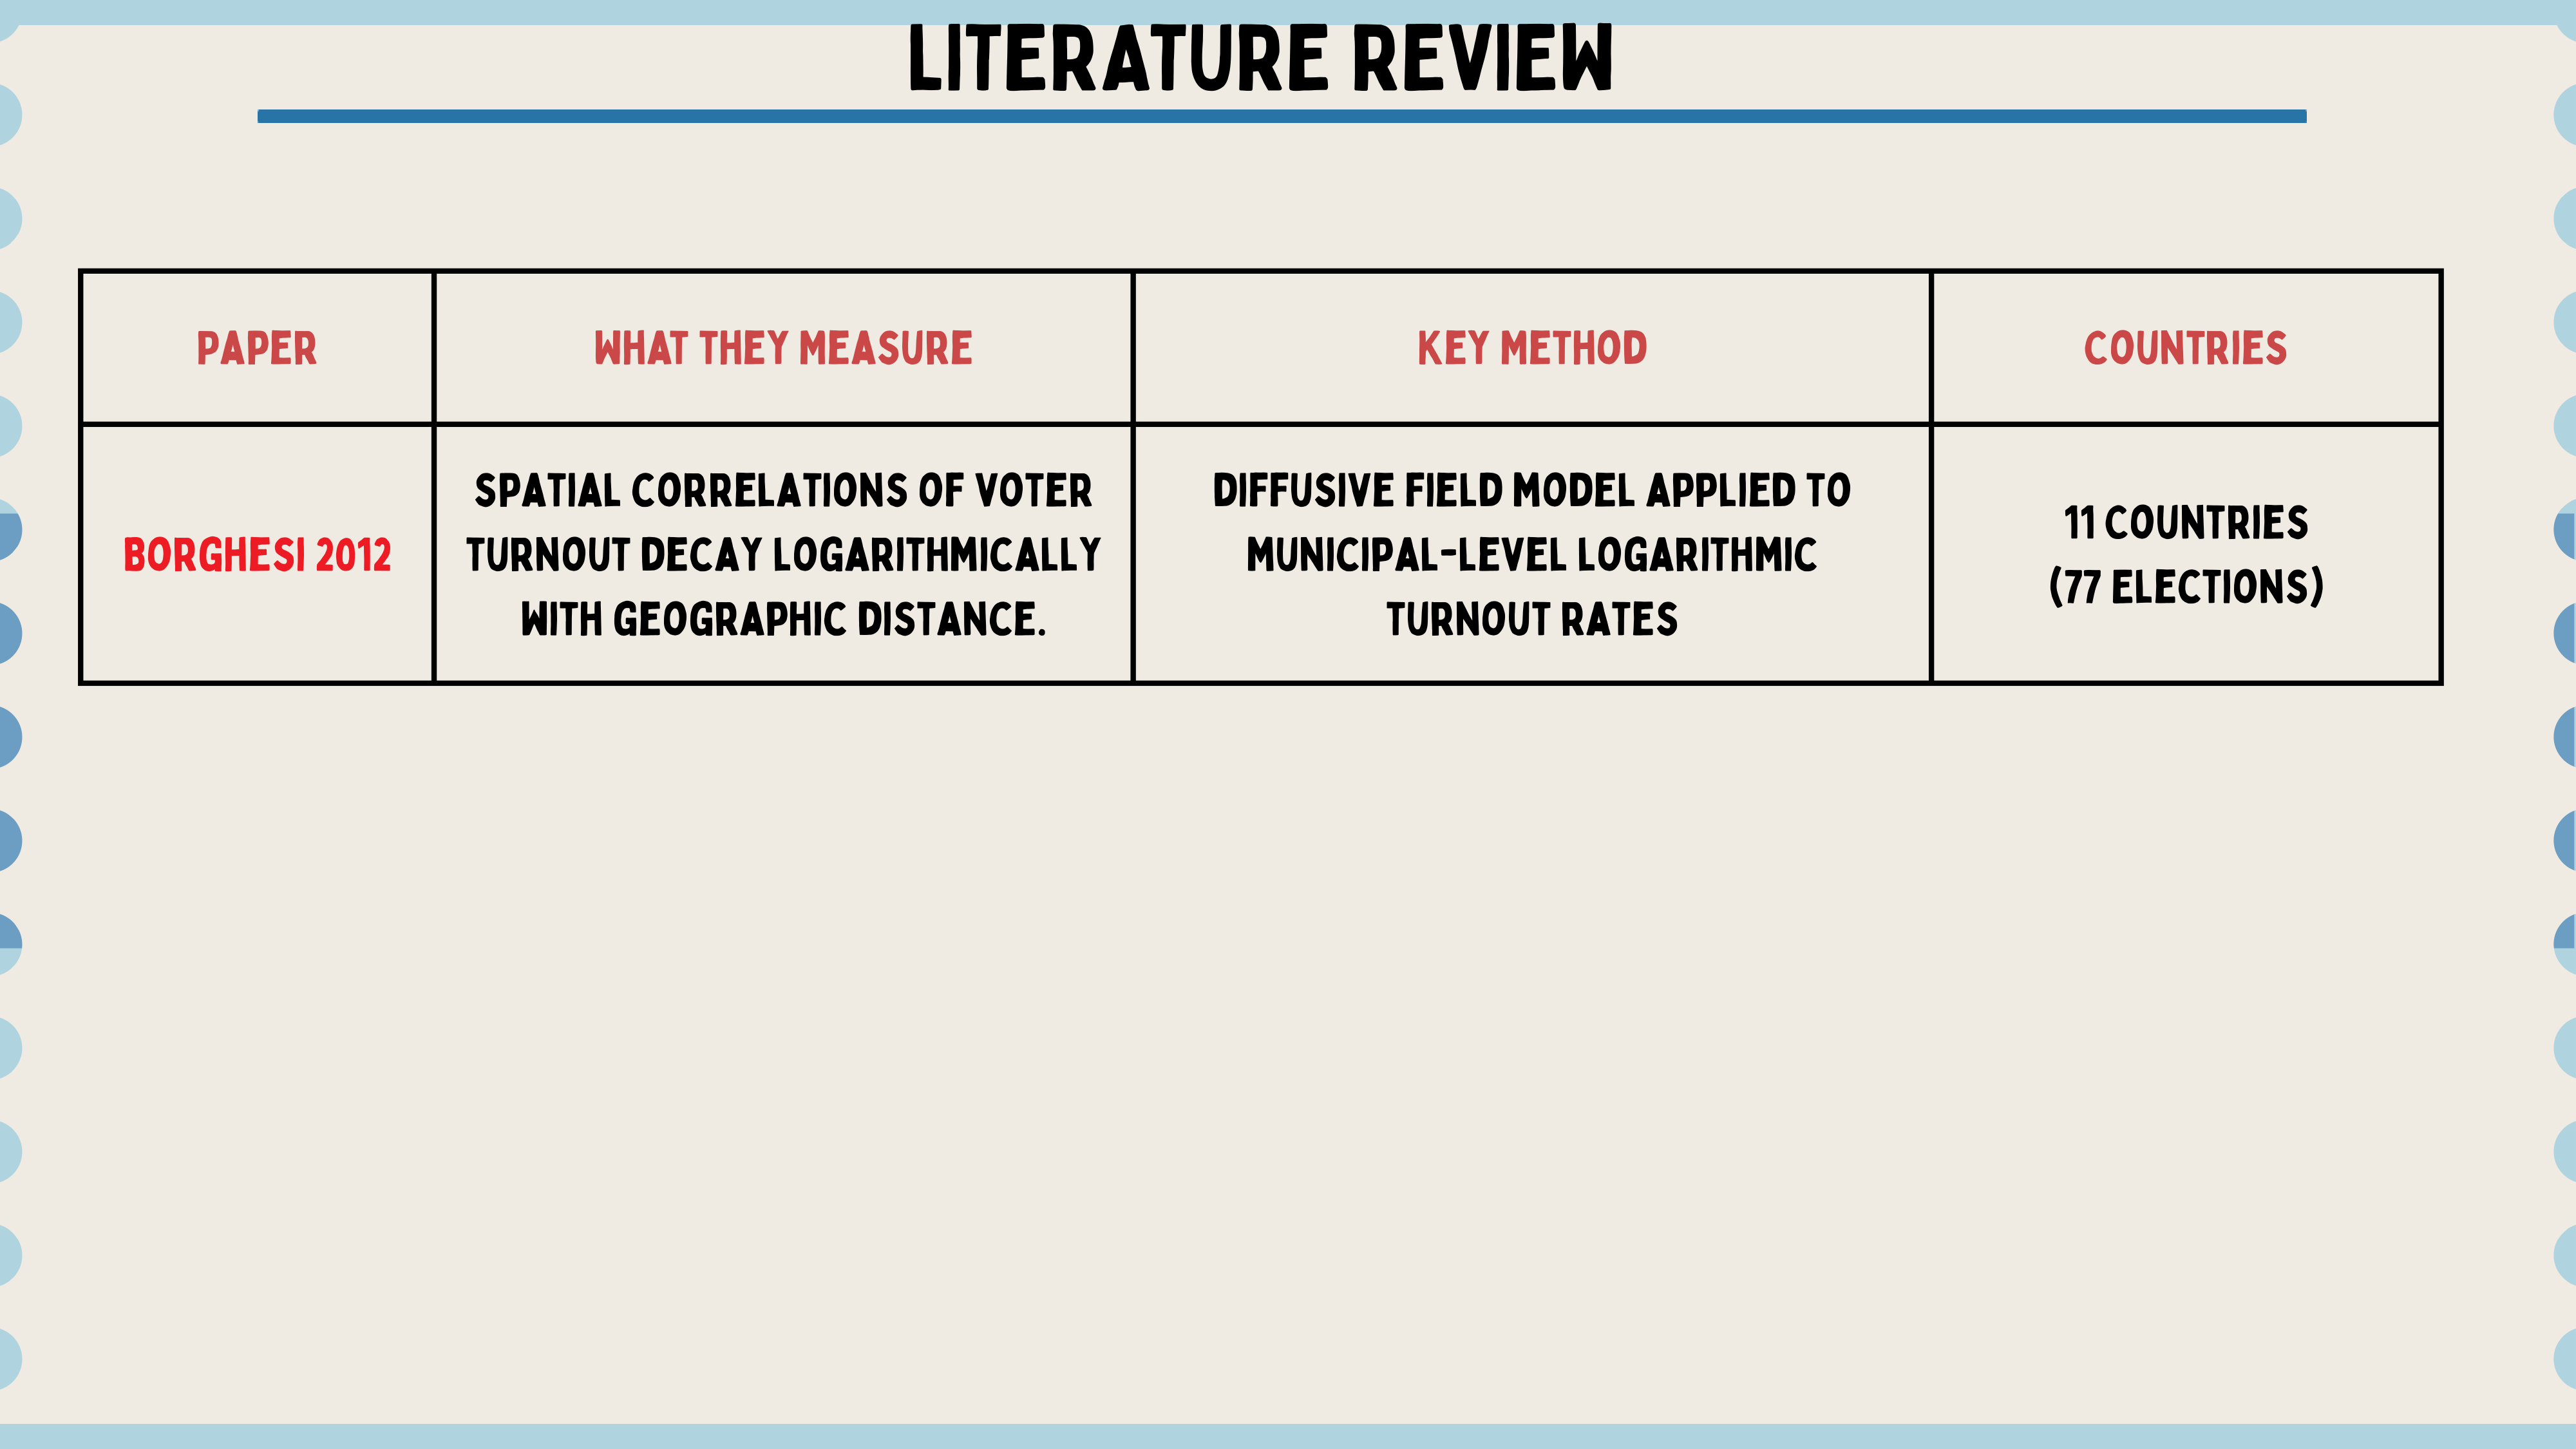 LITERATURE REVIEW
PAPER
WHAT THEY MEASURE
KEY METHOD
COUNTRIES
BORGHESI 2012
SPATIAL CORRELATIONS OF VOTER
TURNOUT DECAY LOGARITHMICALLY
WITH GEOGRAPHIC DISTANCE.
DIFFUSIVE FIELD MODEL APPLIED TO
MUNICIPAL-LEVEL LOGARITHMIC
TURNOUT RATES
11 COUNTRIES
(77 ELECTIONS)